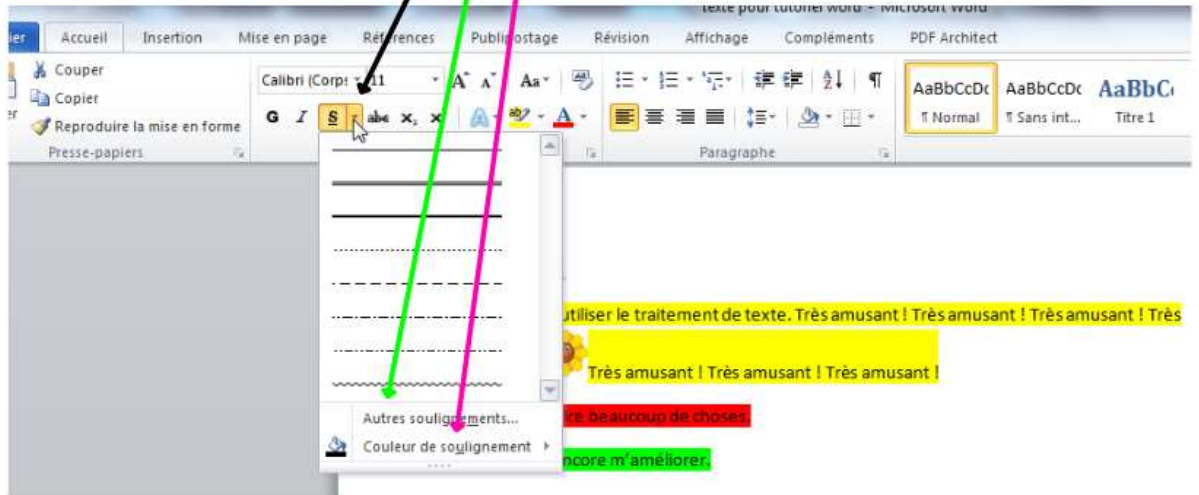 texte pour tutoriel word - Microsoft Word
Accueil Insertion Mise en page Références Publipostage Révision Affichage Compléments PDF Architect
Couper
Copier
Reproduire la mise en forme
Presse-papiers
Calibri (Corps 11 A A Aa
G I S abc x, x A ab A
AaBbCcDc AaBbCcDc AaBbC
¶ Normal ¶ Sans int... Titre 1
Paragraphe
utiliser le traitement de texte. Très amusant ! Très amusant ! Très amusant ! Très
Très amusant ! Très amusant ! Très amusant !
Autres soulignements...
beaucoup de choses.
Couleur de soulignement
ncore m'améliorer.